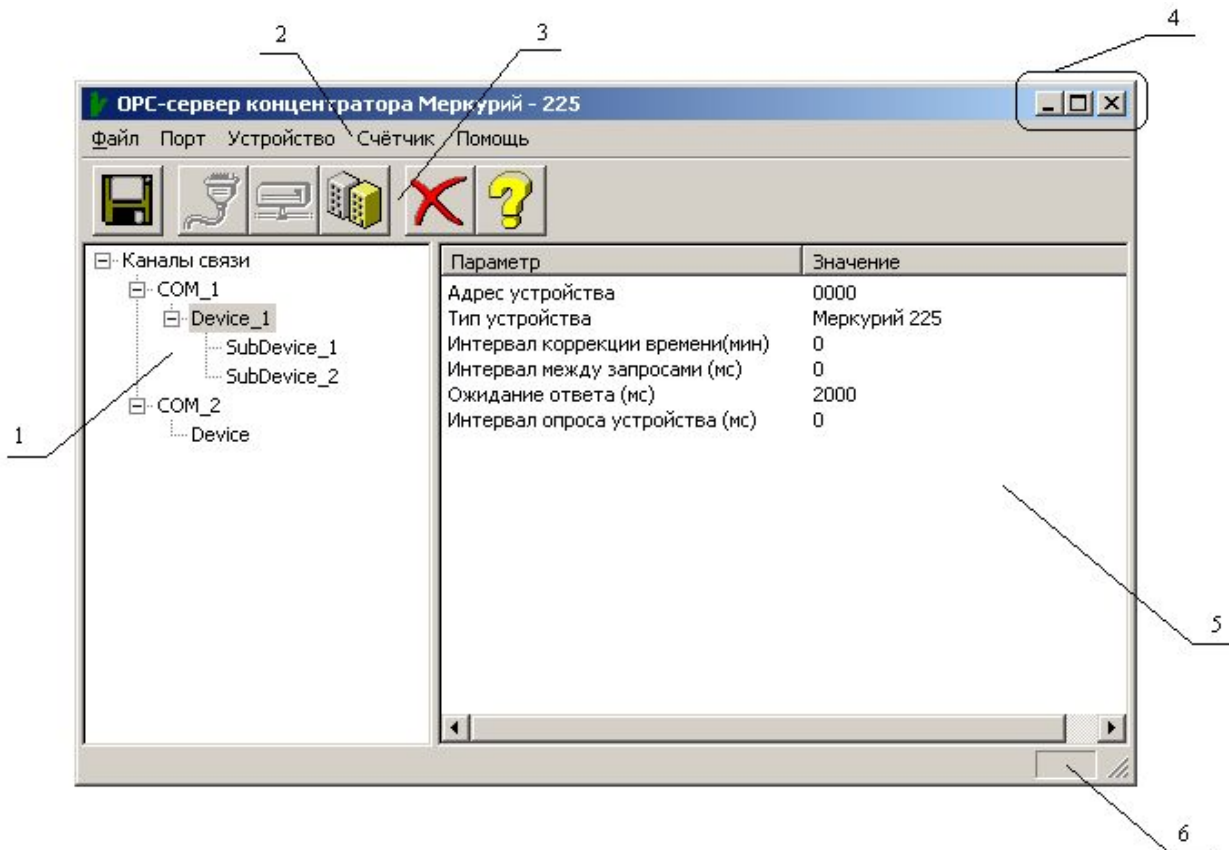 4
2
3
OPC-сервер концентратора Меркурий - 225
Файл Порт Устройство Счётчик Помощь
Каналы связи
COM_1
Device_1
SubDevice_1
SubDevice_2
COM_2
Device
Параметр Значение
Адрес устройства 0000
Тип устройства Меркурий 225
Интервал коррекции времени(мин) 0
Интервал между запросами (мс) 0
Ожидание ответа (мс) 2000
Интервал опроса устройства (мс) 0
1
5
6